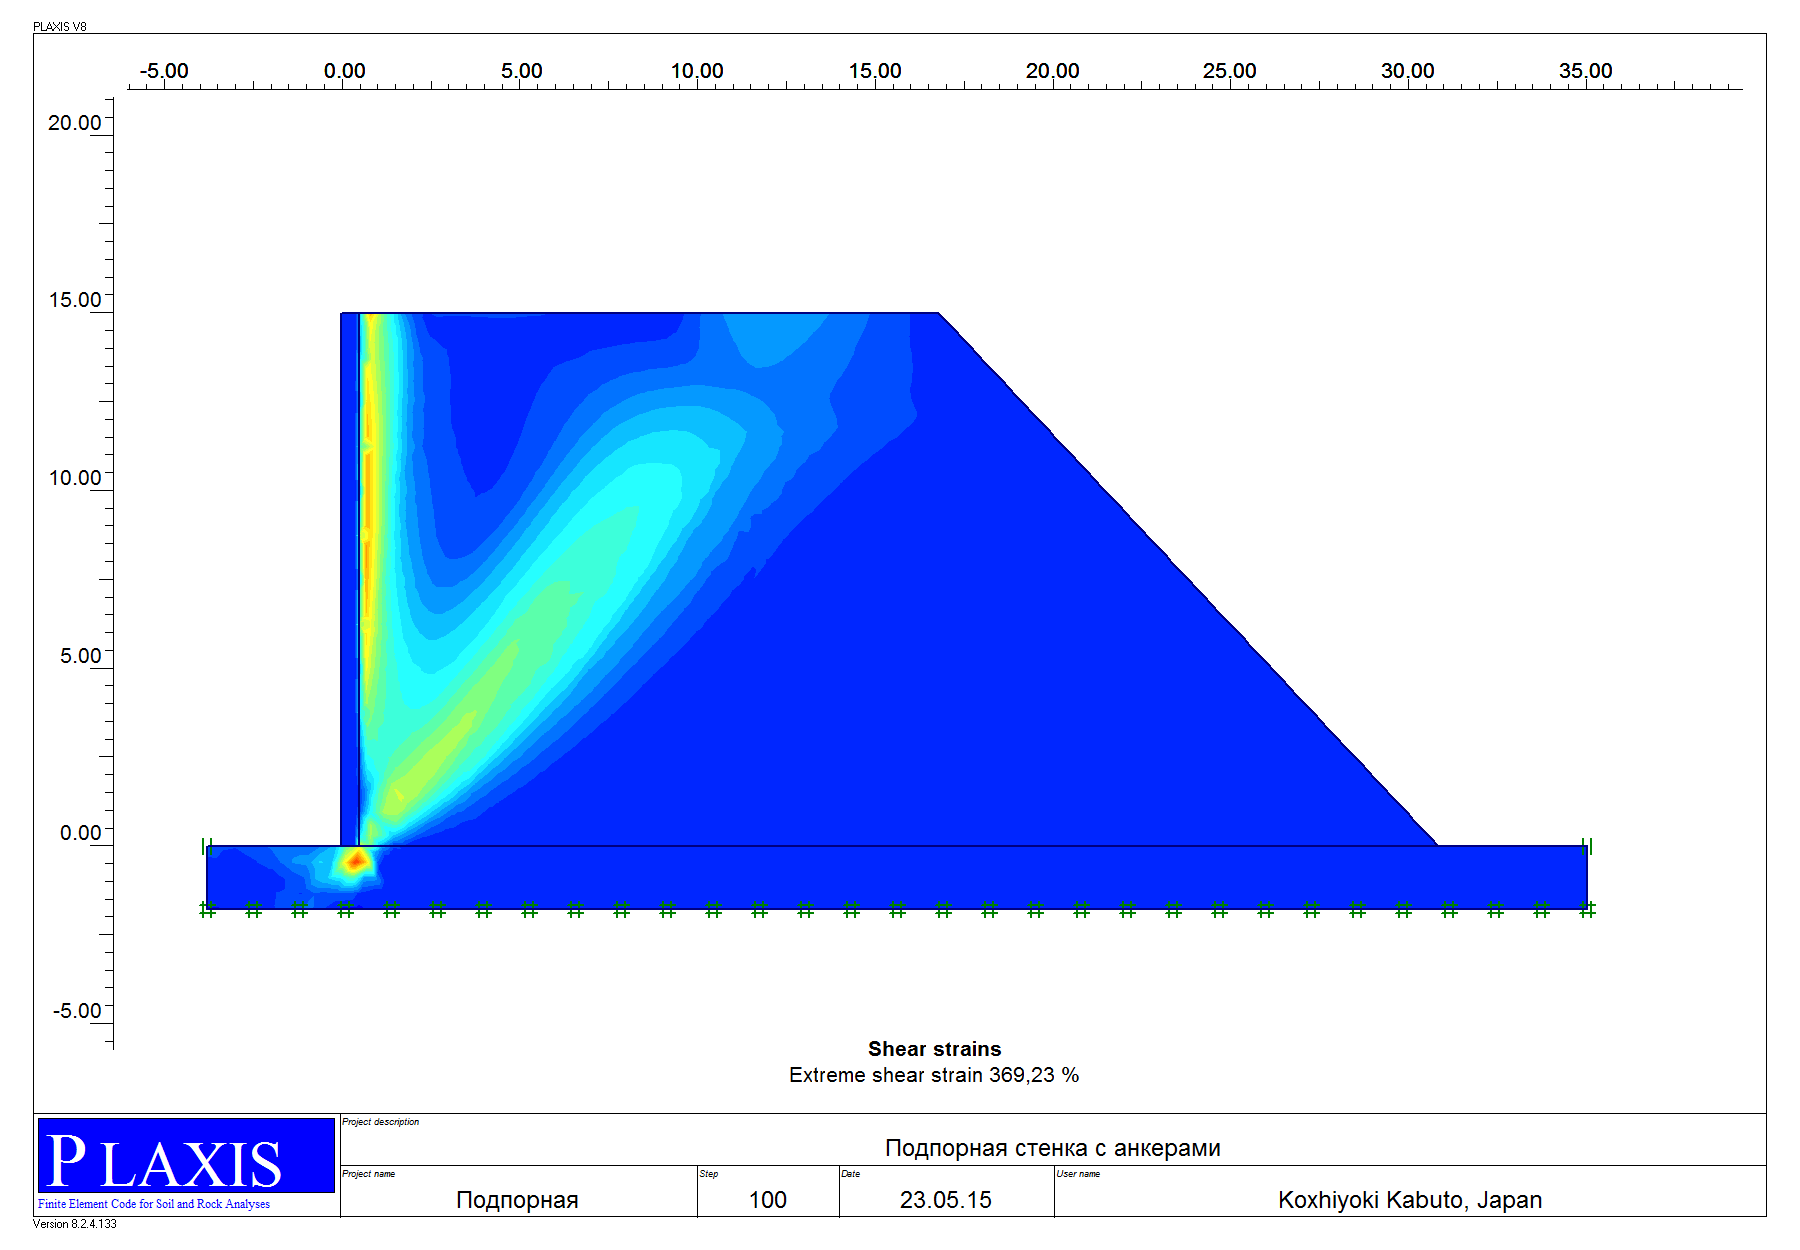 PLAXIS V8
-5.00 0.00 5.00 10.00 15.00 20.00 25.00 30.00 35.00
20.00
15.00
10.00
5.00
0.00
-5.00
Shear strains
Extreme shear strain 369,23 %
PLAXIS
Finite Element Code for Soil and Rock Analyses
Version 8.2.4.133
Project description
Подпорная стенка с анкерами
Project name
Подпорная
Step
100
Date
23.05.15
User name
Koxhiyoki Kabuto, Japan